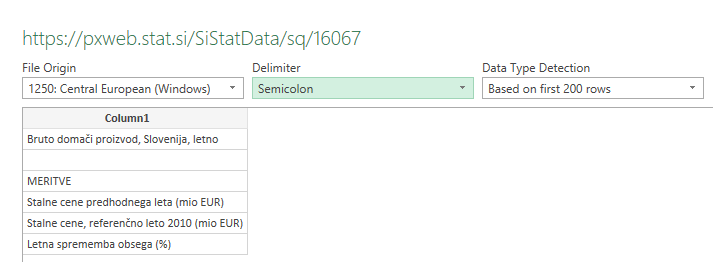 https://pxweb.stat.si/SiStatData/sq/16067
File Origin Delimiter Data Type Detection
1250: Central European (Windows) Semicolon Based on first 200 rows
Column1
Bruto domači proizvod, Slovenija, letno
MERITVE
Stalne cene predhodnega leta (mio EUR)
Stalne cene, referenčno leto 2010 (mio EUR)
Letna sprememba obsega (%)